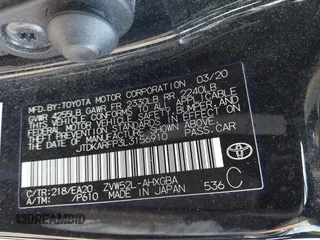 MFD.BY:TOYOTA MOTOR CORPORATION 03/20
GVWR 4255LB GAWR FR 2330LB RR 2240LB
THIS VEHICLE CONFORMS TO ALL APPLICABLE
FEDERAL MOTOR VEHICLE SAFETY, BUMPER, AND
THEFT PREVENTION STANDARDS IN EFFECT ON
THE DATE OF MANUFACTURE SHOWN ABOVE.
JTDKARFP3L3156910
C/TR:218/EA20 ZVW52L-AHXGBA
A/TM: /P610 MADE IN JAPAN 536 C
DREAMBID